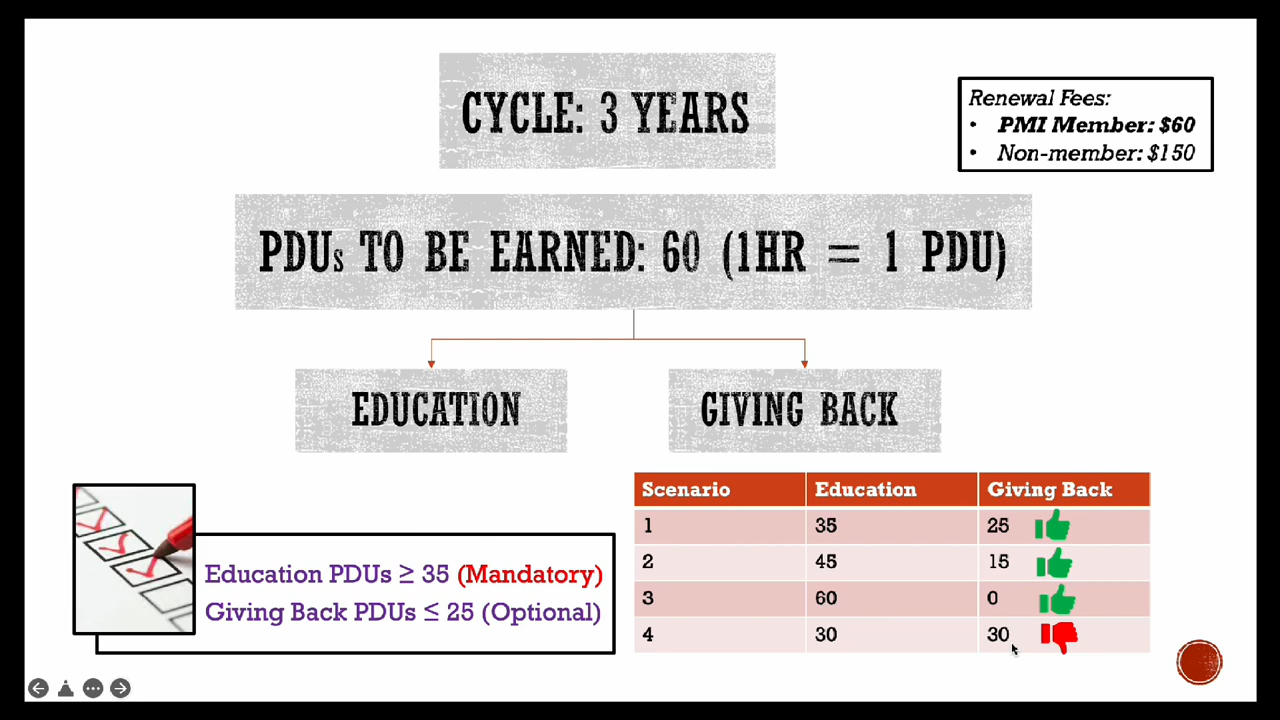 CYCLE: 3 YEARS
Renewal Fees:
• PMI Member: $60
• Non-member: $150
PDUs TO BE EARNED: 60 (1HR = 1 PDU)
EDUCATION
GIVING BACK
Education PDUs ≥ 35 (Mandatory)
Giving Back PDUs ≤ 25 (Optional)
Scenario Education Giving Back
1 35 25
2 45 15
3 60 0
4 30 30